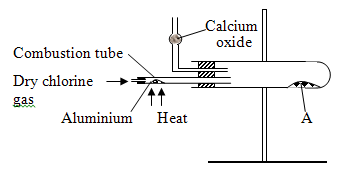 Calcium
oxide
Combustion tube
Dry chlorine
gas
Aluminium
Heat
A